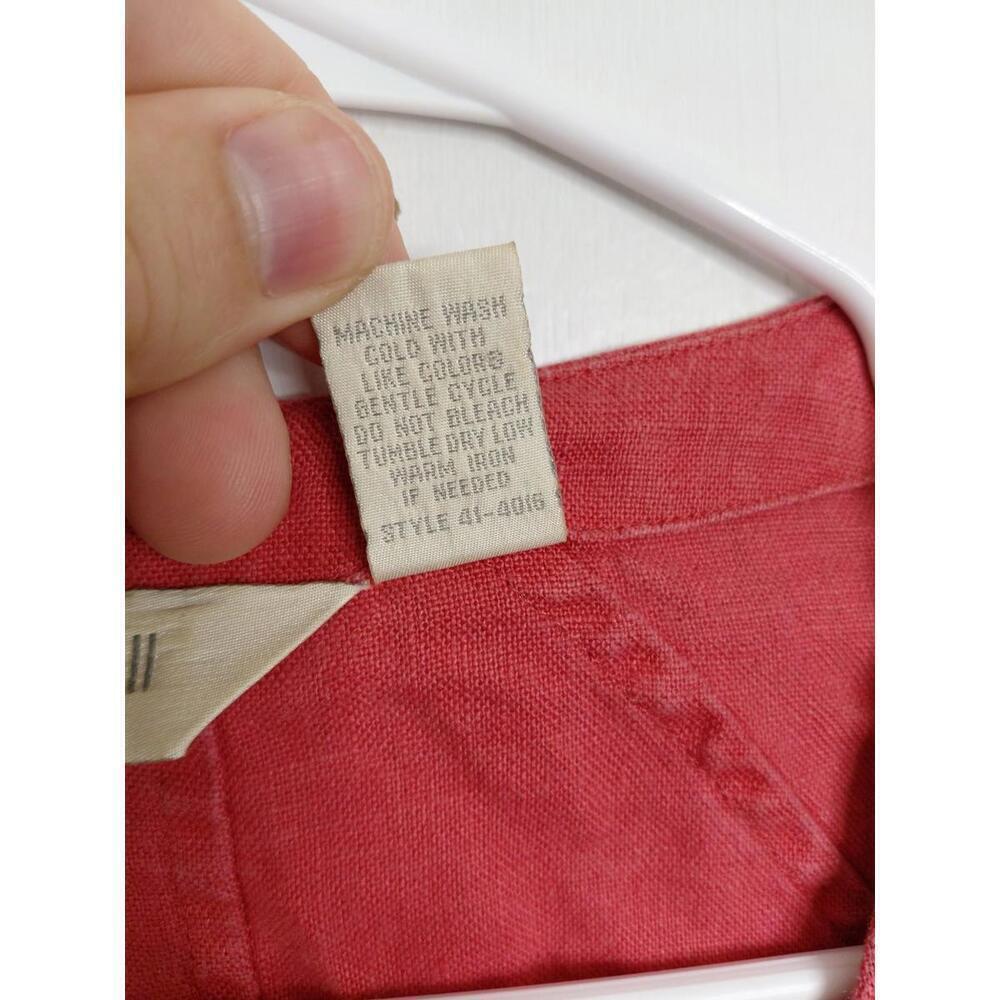 MACHINE WASH
COLD WITH
LIKE COLORS
GENTLE CYCLE
DO NOT BLEACH
TUMBLE DRY LOW
WARM IRON
IF NEEDED
STYLE 41-4016
ll